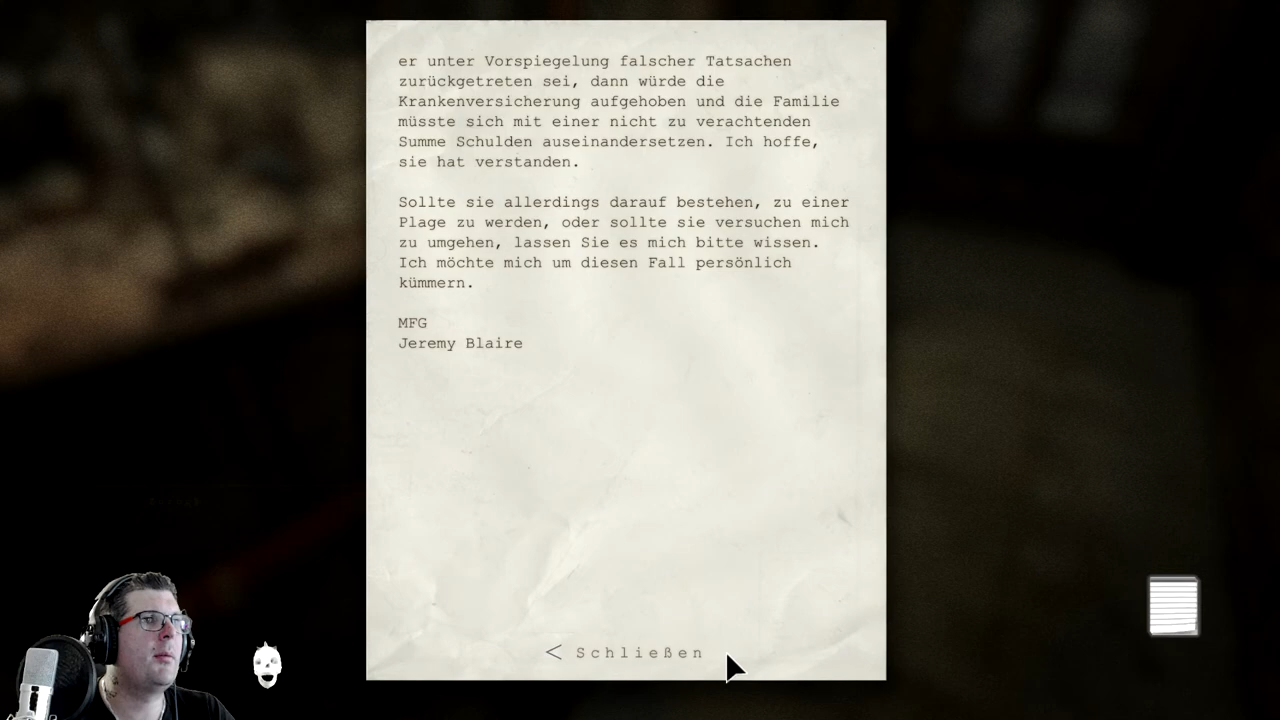 er unter Vorspiegelung falscher Tatsachen
zurückgetreten sei, dann würde die
Krankenversicherung aufgehoben und die Familie
müsste sich mit einer nicht zu verachtenden
Summe Schulden auseinandersetzen. Ich hoffe,
sie hat verstanden.
Sollte sie allerdings darauf bestehen, zu einer
Plage zu werden, oder sollte sie versuchen mich
zu umgehen, lassen Sie es mich bitte wissen.
Ich möchte mich um diesen Fall persönlich
kümmern.
MFG
Jeremy Blaire
< Schließen